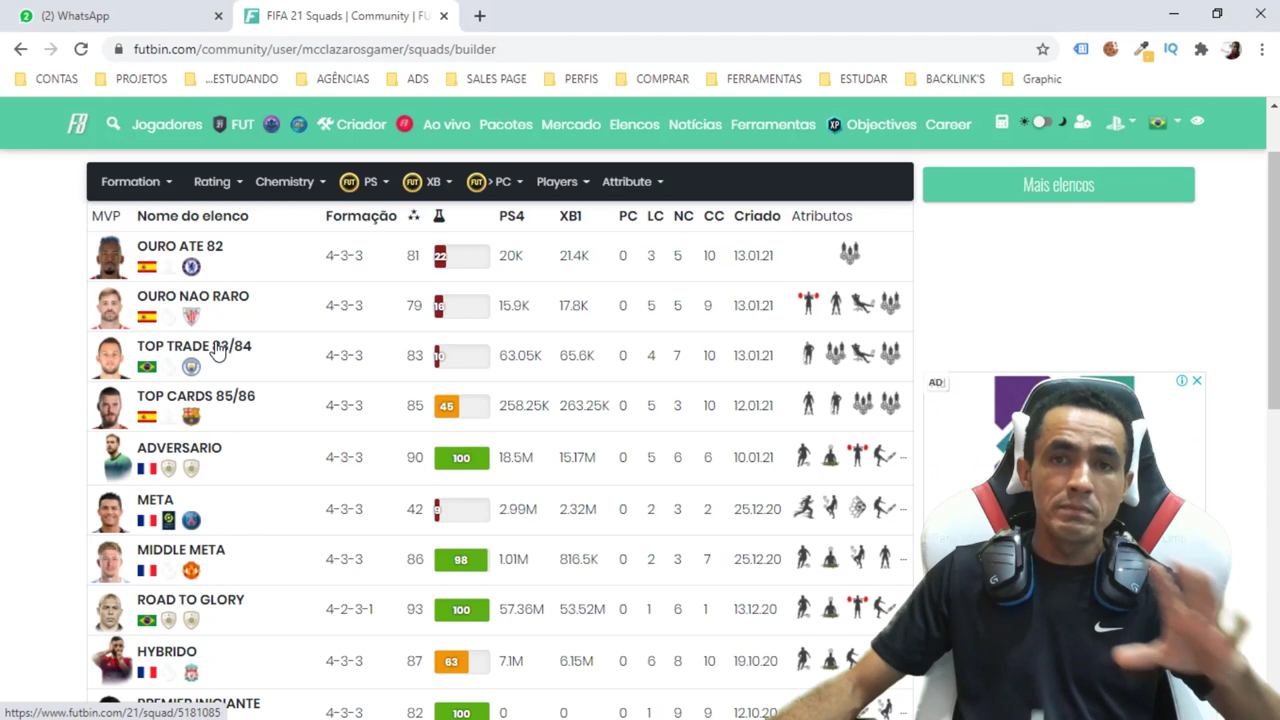 (2) WhatsApp
FIFA 21 Squads | Community | FU
futbin.com/community/user/mcclazarosgamer/squads/builder
CONTAS PROJETOS ...ESTUDANDO AGÊNCIAS ADS SALES PAGE PERFIS COMPRAR FERRAMENTAS ESTUDAR BACKLINK'S Graphic
F8 Jogadores FUT Criador Ao vivo Pacotes Mercado Elencos Notícias Ferramentas XP Objectives Career
Formation Rating Chemistry FUT PS FUT XB FUT > PC Players Attribute
Mais elencos
MVP Nome do elenco Formação PS4 XB1 PC LC NC CC Criado Atributos
OURO ATE 82 4-3-3 81 22 20K 21.4K 0 3 5 10 13.01.21
OURO NAO RARO 4-3-3 79 16 15.9K 17.8K 0 5 5 9 13.01.21
TOP TRADE 83/84 4-3-3 83 10 63.05K 65.6K 0 4 7 10 13.01.21
TOP CARDS 85/86 4-3-3 85 45 258.25K 263.25K 0 5 3 10 12.01.21
ADVERSARIO 4-3-3 90 100 18.5M 15.17M 0 5 6 6 10.01.21 ...
META 4-3-3 42 9 2.99M 2.32M 0 2 3 2 25.12.20 ...
MIDDLE META 4-3-3 86 98 1.01M 816.5K 0 2 3 7 25.12.20 ...
ROAD TO GLORY 4-2-3-1 93 100 57.36M 53.52M 0 1 6 1 13.12.20
HYBRIDO 4-3-3 87 63 7.1M 6.15M 0 6 8 10 19.10.20
PREMIER INICIANTE 4-3-3 82 100 0 0 0 1 9 9 12.10.20
AD
https://www.futbin.com/21/squad/5181085